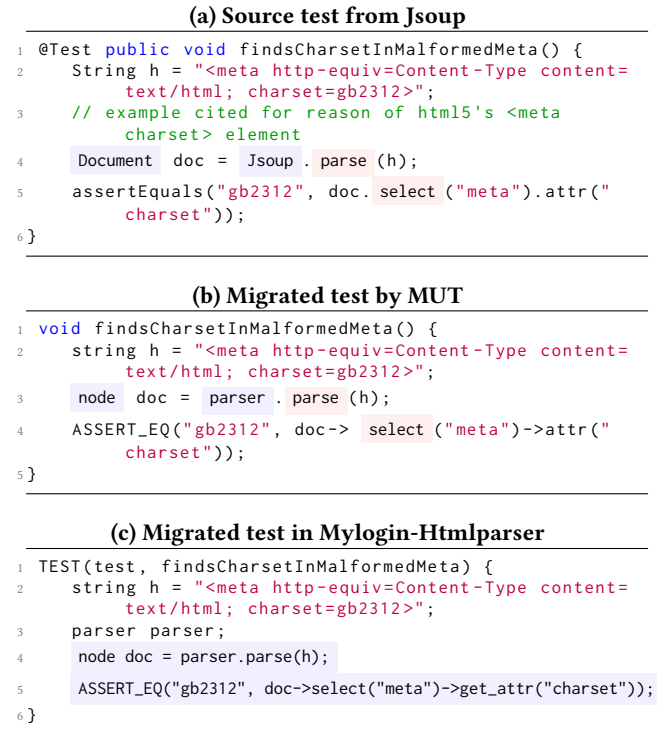 (a) Source test from Jsoup
1 @Test public void findsCharsetInMalformedMeta() {
2 String h = "<meta http-equiv=Content-Type content=
text/html; charset=gb2312>";
3 // example cited for reason of html5's <meta
charset> element
4 Document doc = Jsoup . parse (h);
5 assertEquals("gb2312", doc. select ("meta").attr("
charset"));
6 }
(b) Migrated test by MUT
1 void findsCharsetInMalformedMeta() {
2 string h = "<meta http-equiv=Content-Type content=
text/html; charset=gb2312>";
3 node doc = parser . parse (h);
4 ASSERT_EQ("gb2312", doc-> select ("meta")->attr("
charset"));
5 }
(c) Migrated test in Mylogin-Htmlparser
1 TEST(test, findsCharsetInMalformedMeta) {
2 string h = "<meta http-equiv=Content-Type content=
text/html; charset=gb2312>";
3 parser parser;
4 node doc = parser.parse(h);
5 ASSERT_EQ("gb2312", doc->select("meta")->get_attr("charset"));
6 }